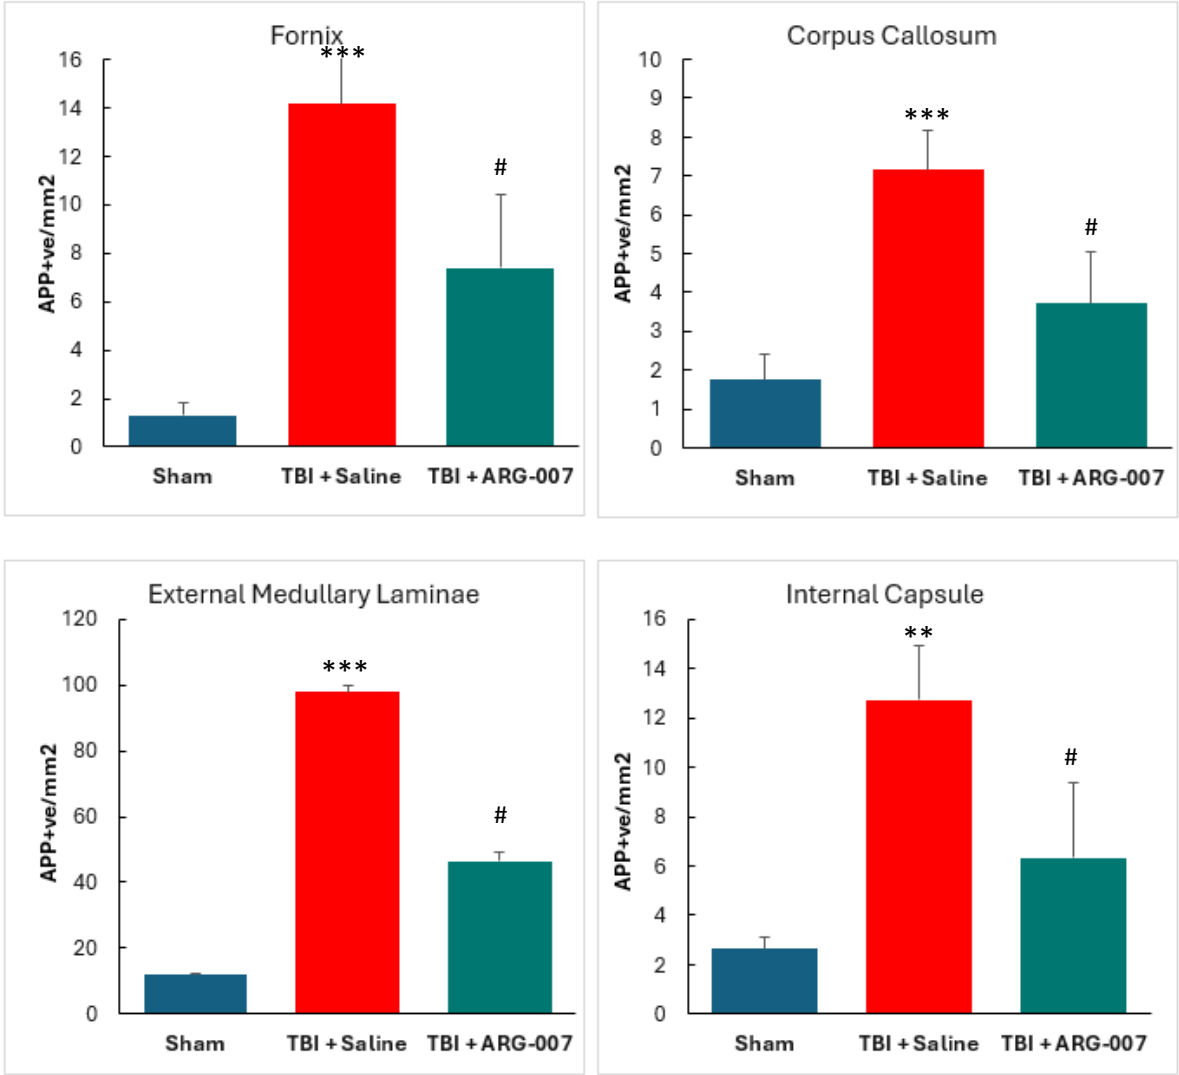 Fornix
***
16
14
12
10
8
6
4
2
0
#
APP+ve/mm2
Sham
TBI + Saline
TBI + ARG-007
Corpus Callosum
10
9
8
7
6
5
4
3
2
1
0
***
#
APP+ve/mm2
Sham
TBI + Saline
TBI + ARG-007
External Medullary Laminae
120
100
80
60
40
20
0
***
#
APP+ve/mm2
Sham
TBI + Saline
TBI + ARG-007
Internal Capsule
16
14
12
10
8
6
4
2
0
**
#
APP+ve/mm2
Sham
TBI + Saline
TBI + ARG-007